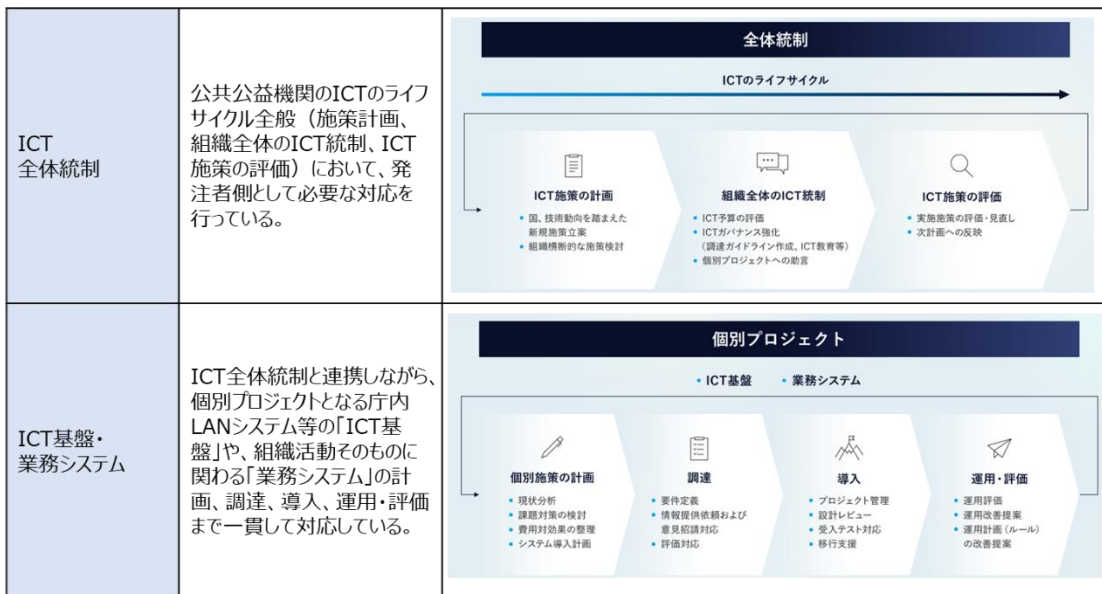 ICT
全体統制
公共公益機関のICTのライフ
サイクル全般（施策計画、
組織全体のICT統制、ICT
施策の評価）において、発
注者側として必要な対応を
行っている。
全体統制
ICTのライフサイクル
ICT施策の計画
• 国、技術動向を踏まえた
新規施策立案
• 組織横断的な施策検討
組織全体のICT統制
• ICT予算の評価
• ICTガバナンス強化
（調達ガイドライン作成、ICT教育等）
• 個別プロジェクトへの助言
ICT施策の評価
• 実施施策の評価・見直し
• 次計画への反映
ICT基盤・
業務システム
ICT全体統制と連携しながら、
個別プロジェクトとなる庁内
LANシステム等の「ICT基
盤」や、組織活動そのものに
関わる「業務システム」の計
画、調達、導入、運用・評価
まで一貫して対応している。
個別プロジェクト
• ICT基盤 • 業務システム
個別施策の計画
• 現状分析
• 課題対策の検討
• 費用対効果の整理
• システム導入計画
調達
• 要件定義
• 情報提供依頼および
意見招請対応
• 評価対応
導入
• プロジェクト管理
• 設計レビュー
• 受入テスト対応
• 移行支援
運用・評価
• 運用評価
• 運用改善提案
• 運用計画（ルール）
の改善提案